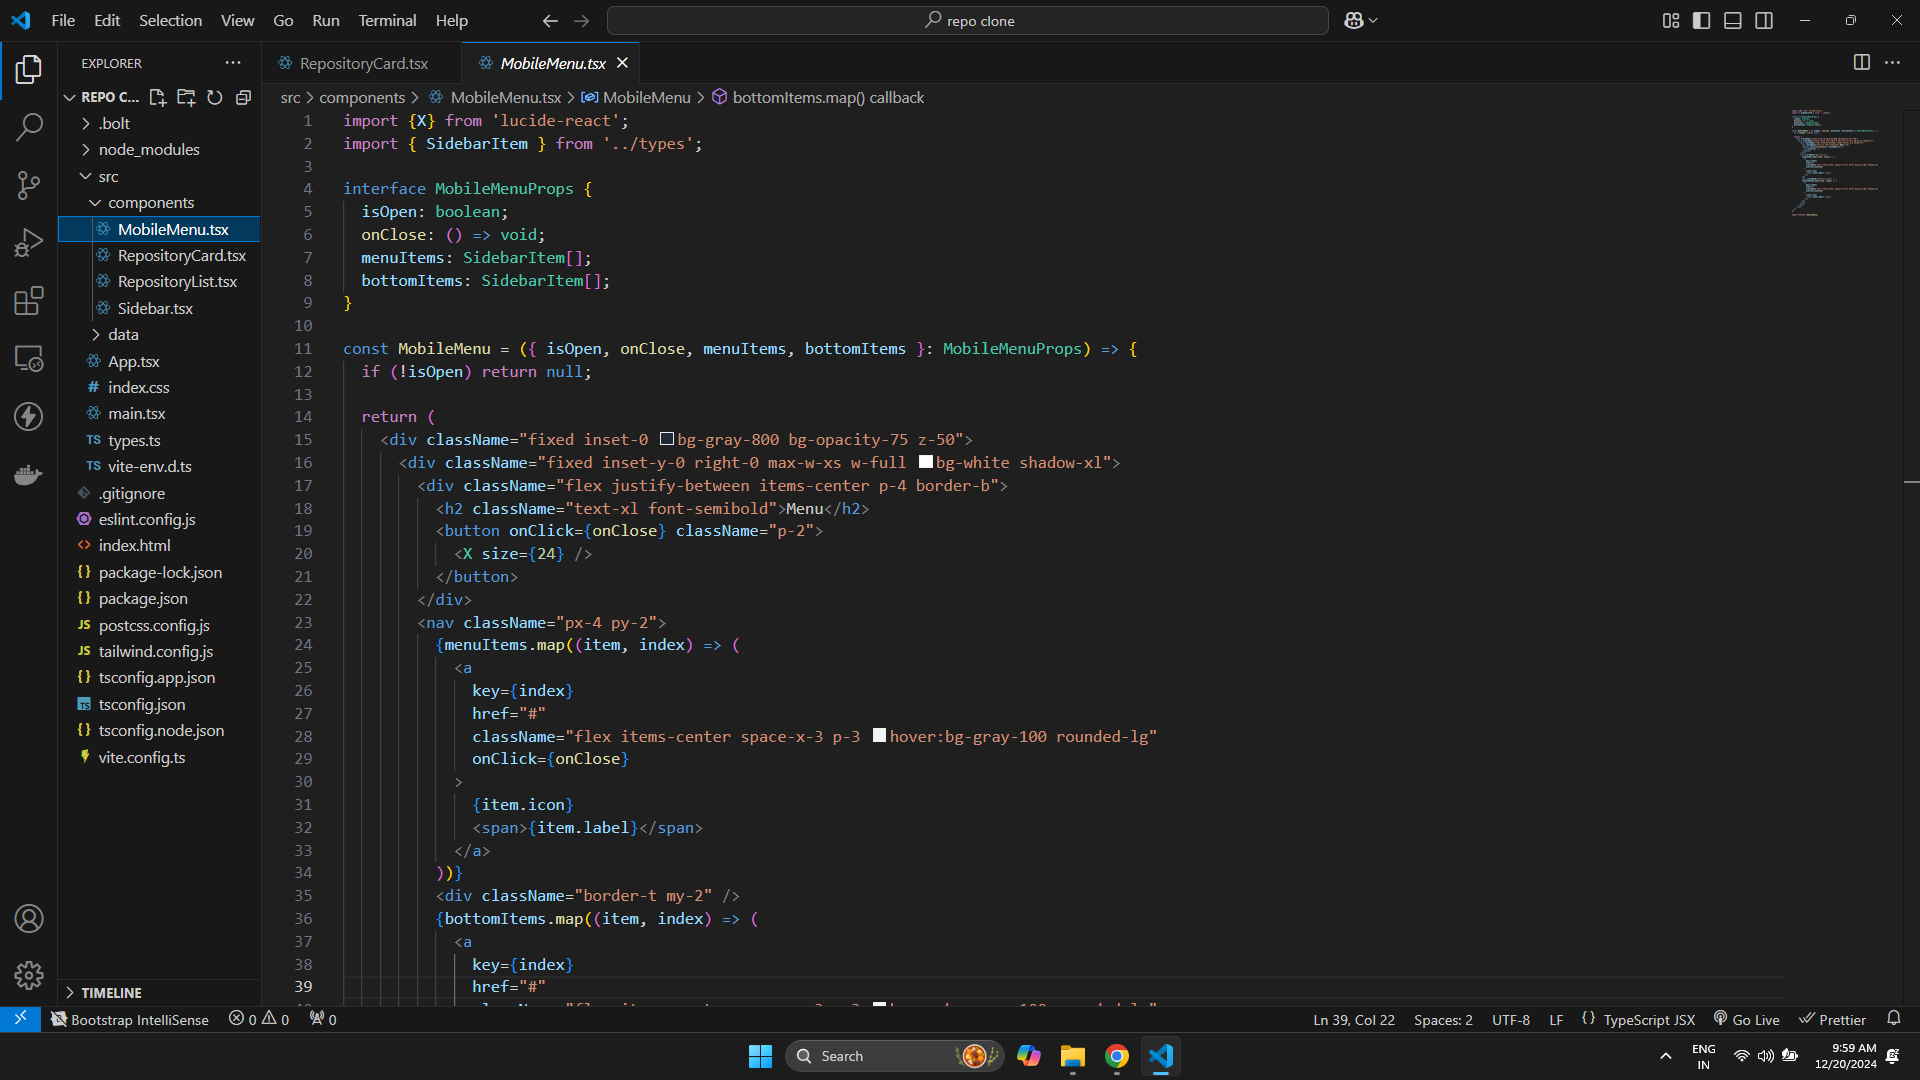 File Edit Selection View Go Run Terminal Help
repo clone
EXPLORER
REPO C...
.bolt
node_modules
src
components
MobileMenu.tsx
RepositoryCard.tsx
RepositoryList.tsx
Sidebar.tsx
data
App.tsx
# index.css
main.tsx
TS types.ts
TS vite-env.d.ts
.gitignore
eslint.config.js
<> index.html
{} package-lock.json
{} package.json
JS postcss.config.js
JS tailwind.config.js
{} tsconfig.app.json
TS tsconfig.json
{} tsconfig.node.json
vite.config.ts
TIMELINE
RepositoryCard.tsx
MobileMenu.tsx
src > components > MobileMenu.tsx > MobileMenu > bottomItems.map() callback
1 import {X} from 'lucide-react';
2 import { SidebarItem } from '../types';
3
4 interface MobileMenuProps {
5 isOpen: boolean;
6 onClose: () => void;
7 menuItems: SidebarItem[];
8 bottomItems: SidebarItem[];
9 }
10
11 const MobileMenu = ({ isOpen, onClose, menuItems, bottomItems }: MobileMenuProps) => {
12 if (!isOpen) return null;
13
14 return (
15 <div className="fixed inset-0 bg-gray-800 bg-opacity-75 z-50">
16 <div className="fixed inset-y-0 right-0 max-w-xs w-full bg-white shadow-xl">
17 <div className="flex justify-between items-center p-4 border-b">
18 <h2 className="text-xl font-semibold">Menu</h2>
19 <button onClick={onClose} className="p-2">
20 <X size={24} />
21 </button>
22 </div>
23 <nav className="px-4 py-2">
24 {menuItems.map((item, index) => (
25 <a
26 key={index}
27 href="#"
28 className="flex items-center space-x-3 p-3 hover:bg-gray-100 rounded-lg"
29 onClick={onClose}
30 >
31 {item.icon}
32 <span>{item.label}</span>
33 </a>
34 ))}
35 <div className="border-t my-2" />
36 {bottomItems.map((item, index) => (
37 <a
38 key={index}
39 href="#"
Bootstrap IntelliSense 0 0 0
Ln 39, Col 22 Spaces: 2 UTF-8 LF {} TypeScript JSX Go Live Prettier
Search
ENG
IN
9:59 AM
12/20/2024